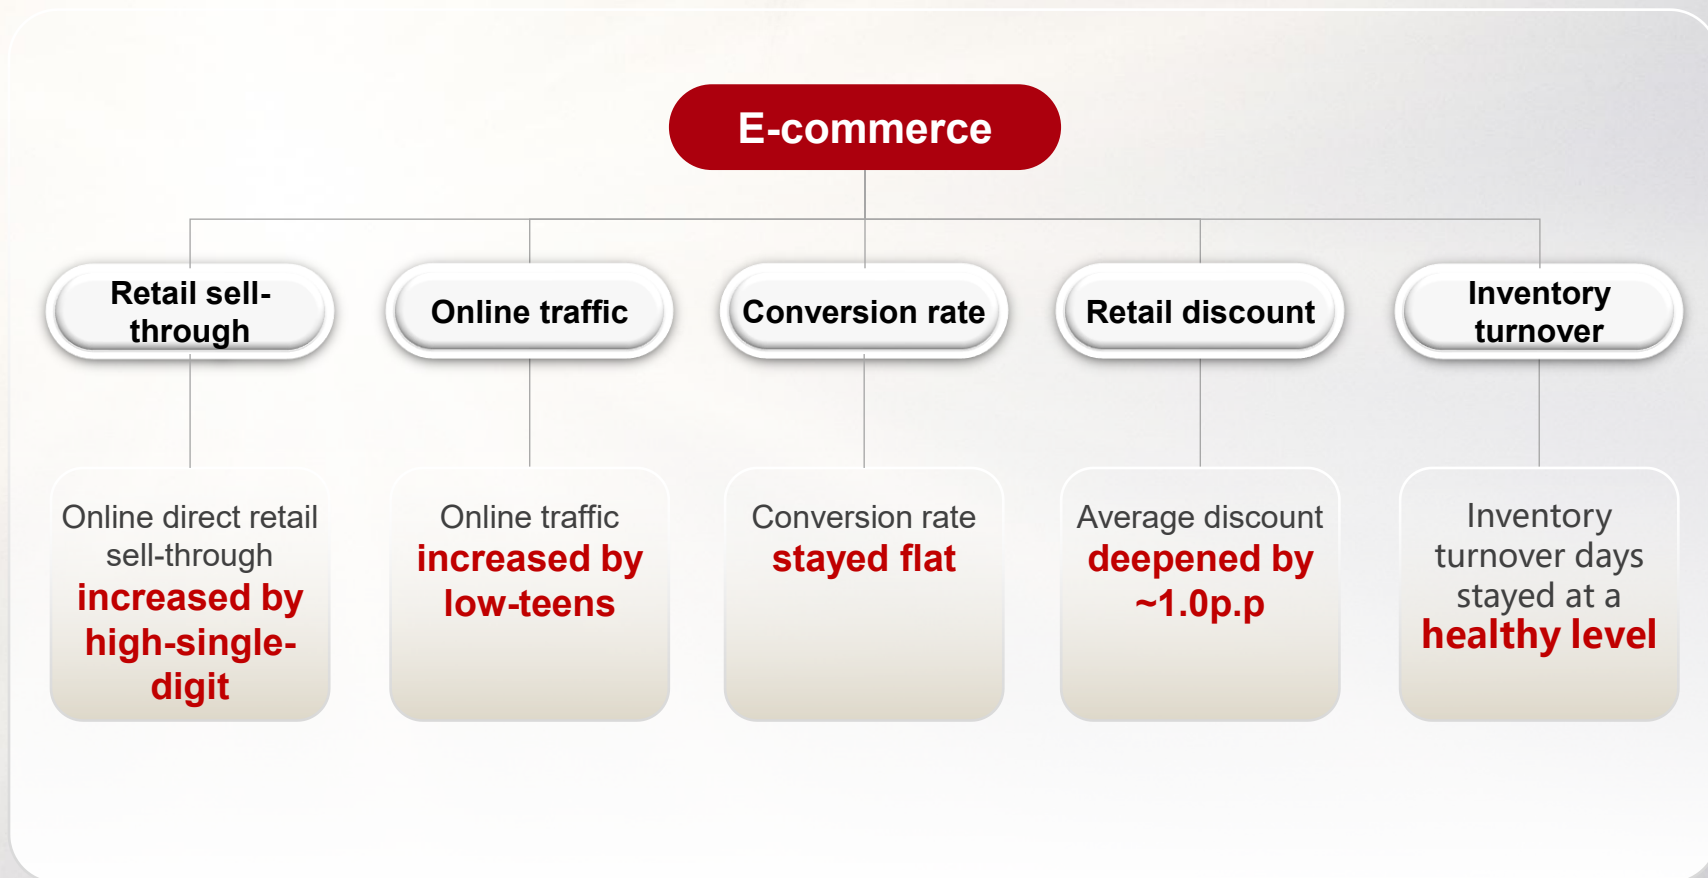 E-commerce
Retail sell-
through
Online traffic
Conversion rate
Retail discount
Inventory
turnover
Online direct retail
sell-through
increased by
high-single-
digit
Online traffic
increased by
low-teens
Conversion rate
stayed flat
Average discount
deepened by
~1.0p.p
Inventory
turnover days
stayed at a
healthy level